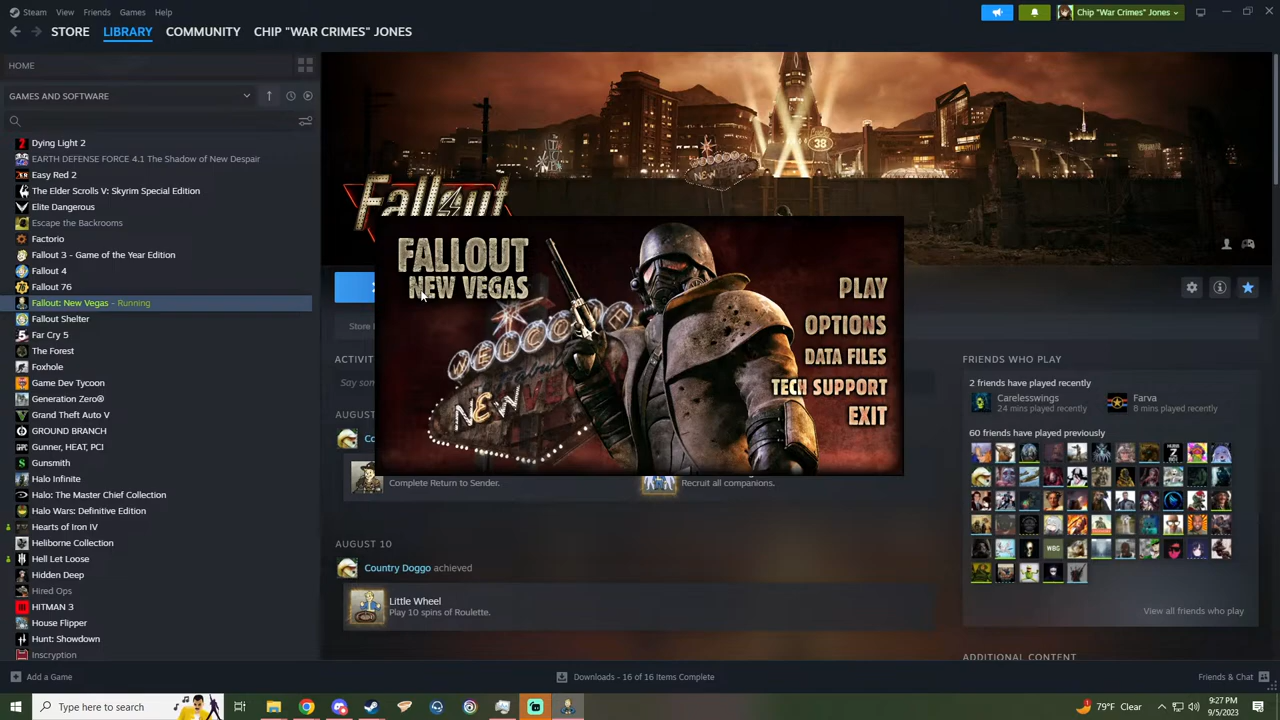 Steam View Friends Games Help
Chip "War Crimes" Jones
STORE LIBRARY COMMUNITY CHIP "WAR CRIMES" JONES
HOME
GAMES AND SOFTWARE
Dying Light 2
EARTH DEFENSE FORCE 4.1 The Shadow of New Despair
Easy Red 2
The Elder Scrolls V: Skyrim Special Edition
Elite Dangerous
Escape the Backrooms
Factorio
Fallout 3 - Game of the Year Edition
Fallout 4
Fallout 76
Fallout: New Vegas - Running
Fallout Shelter
Far Cry 5
The Forest
Foxhole
Game Dev Tycoon
Generation Zero®
Grand Theft Auto V
GROUND BRANCH
Gunner, HEAT, PC!
Gunsmith
Halo Infinite
Halo: The Master Chief Collection
Halo Wars: Definitive Edition
Hearts of Iron IV
Heliborne Collection
Hell Let Loose
Hidden Deep
Hired Ops
HITMAN 3
House Flipper
Hunt: Showdown
Inscryption
38
Fallout
FALLOUT
NEW VEGAS
WELCOME
NEW
PLAY
OPTIONS
DATA FILES
TECH SUPPORT
EXIT
Store
ACTIVIT
Say som
AUGUST
Co
Complete Return to Sender.
Recruit all companions.
AUGUST 10
Country Doggo achieved
Little Wheel
Play 10 spins of Roulette.
FRIENDS WHO PLAY
2 friends have played recently
Carelesswings
24 mins played recently
Farva
6 mins played recently
60 friends have played previously
WBG
View all friends who play
ADDITIONAL CONTENT
Add a Game
Downloads - 16 of 16 Items Complete
Friends & Chat
Type here to search
79°F Clear
9:27 PM
9/5/2023